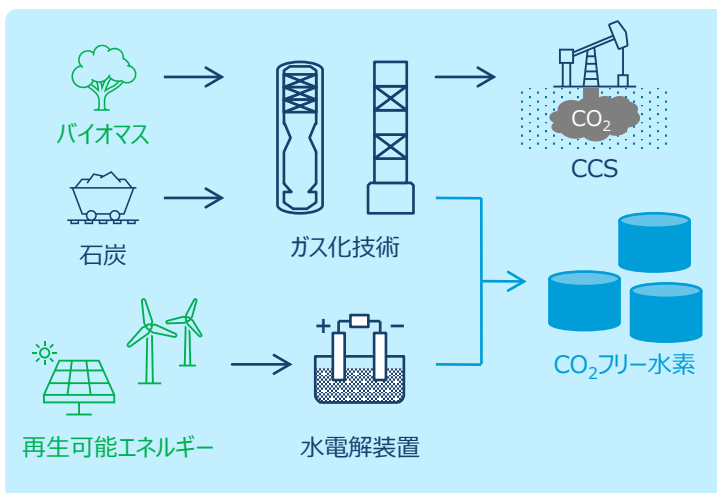 バイオマス
CO₂
CCS
石炭
ガス化技術
+ −
CO₂フリー水素
再生可能エネルギー
水電解装置